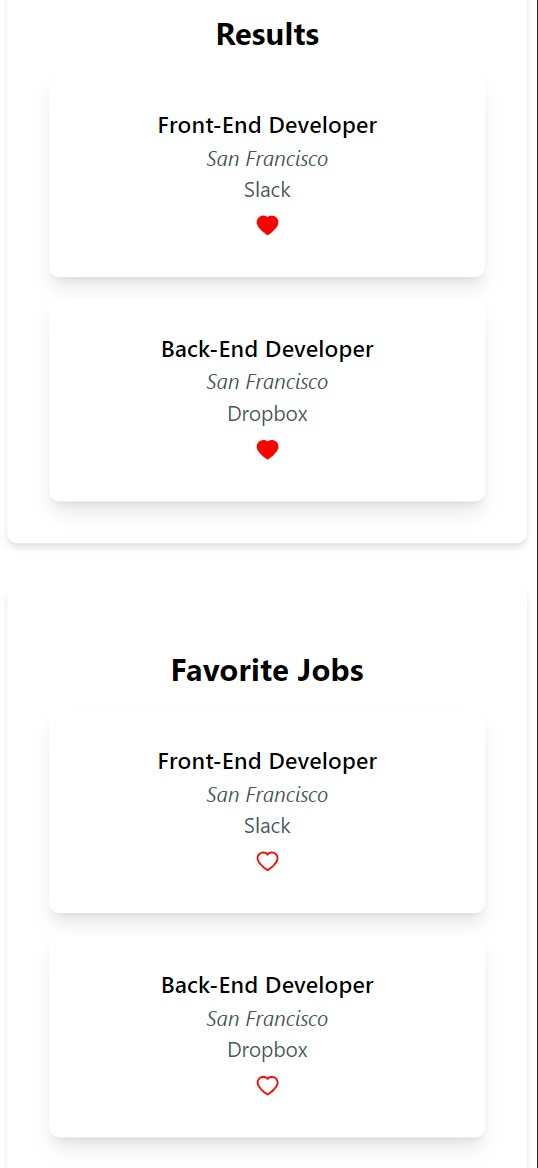 Results
Front-End Developer
San Francisco
Slack
Back-End Developer
San Francisco
Dropbox
Favorite Jobs
Front-End Developer
San Francisco
Slack
Back-End Developer
San Francisco
Dropbox